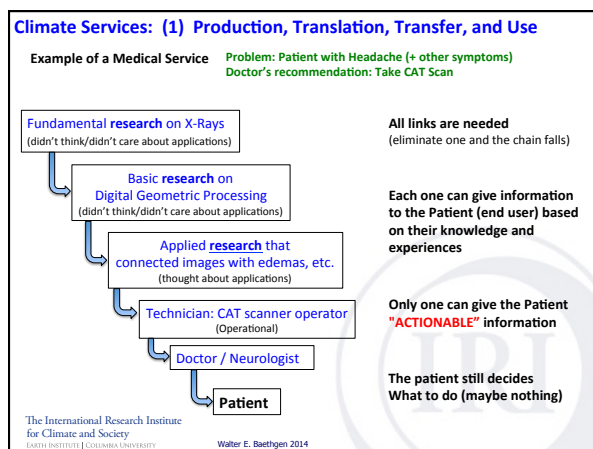 Climate Services: (1) Production, Translation, Transfer, and Use
Example of a Medical Service
Problem: Patient with Headache (+ other symptoms)
Doctor's recommendation: Take CAT Scan
Fundamental research on X-Rays
(didn't think/didn't care about applications)
Basic research on
Digital Geometric Processing
(didn't think/didn't care about applications)
Applied research that
connected images with edemas, etc.
(thought about applications)
Technician: CAT scanner operator
(Operational)
Doctor / Neurologist
Patient
All links are needed
(eliminate one and the chain falls)
Each one can give information
to the Patient (end user) based
on their knowledge and
experiences
Only one can give the Patient
"ACTIONABLE" information
The patient still decides
What to do (maybe nothing)
IRI
The International Research Institute
for Climate and Society
EARTH INSTITUTE | COLUMBIA UNIVERSITY
Walter E. Baethgen 2014